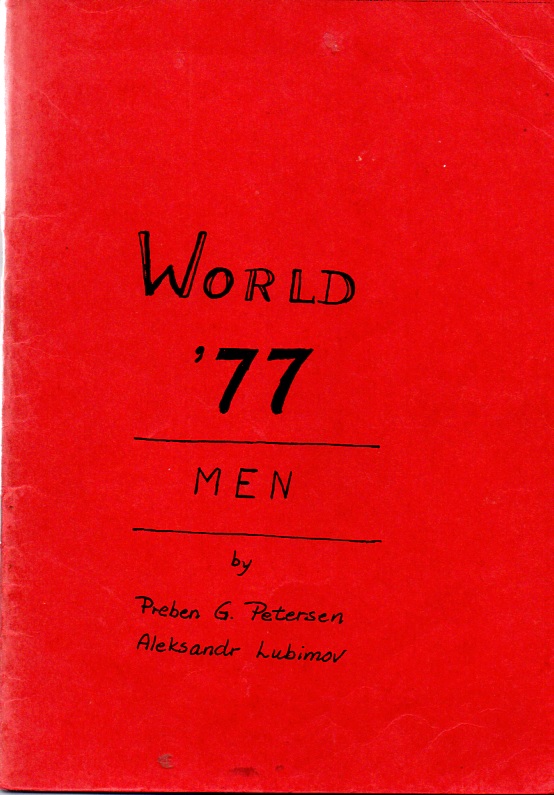 WORLD
'77
MEN
by
Preben G. Petersen
Aleksandr Lubimov